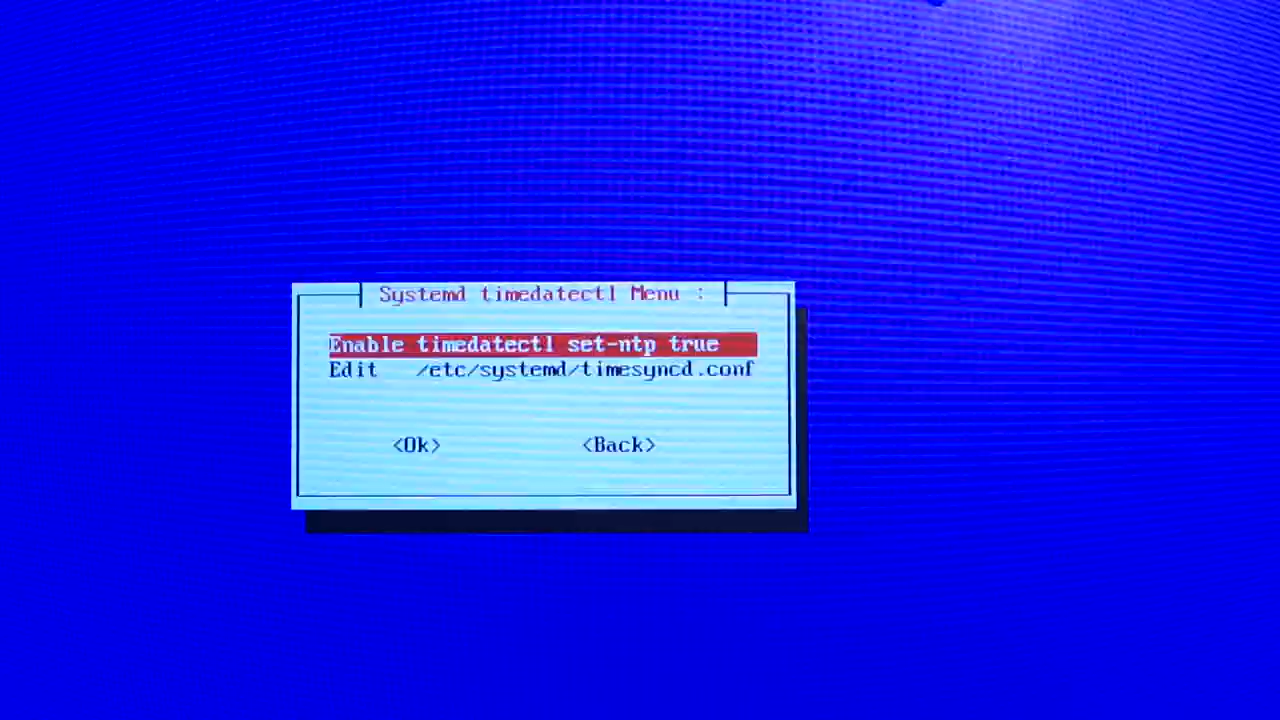 Systemd timedatectl Menu :
Enable timedatectl set-ntp true
Edit /etc/systemd/timesyncd.conf
<Ok> <Back>